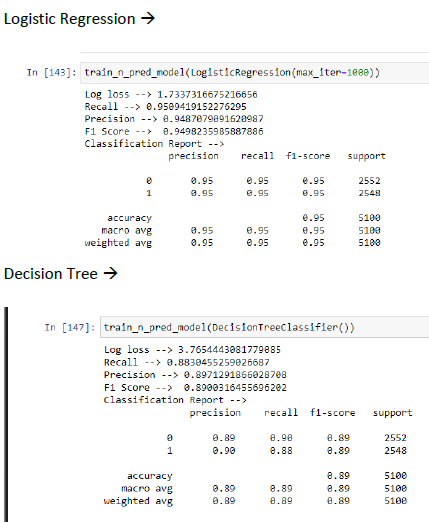 Logistic Regression →
In [143]: train_n_pred_model(LogisticRegression(max_iter=1000))
Log loss --> 1.7337316675216656
Recall --> 0.9509419152276295
Precision --> 0.9487079091620987
F1 Score -->  0.9498235985887886
Classification Report -->
precision recall f1-score support
0 0.95 0.95 0.95 2552
1 0.95 0.95 0.95 2548
accuracy 0.95 5100
macro avg 0.95 0.95 0.95 5100
weighted avg 0.95 0.95 0.95 5100
Decision Tree →
In [147]: train_n_pred_model(DecisionTreeClassifier())
Log loss --> 3.7654443081779085
Recall --> 0.8830455259026687
Precision --> 0.8971291866028708
F1 Score -->  0.8900316455696202
Classification Report -->
precision recall f1-score support
0 0.89 0.90 0.89 2552
1 0.90 0.88 0.89 2548
accuracy 0.89 5100
macro avg 0.89 0.89 0.89 5100
weighted avg 0.89 0.89 0.89 5100